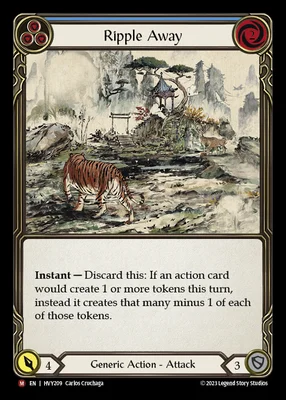 Ripple Away
Instant — Discard this: If an action card
would create 1 or more tokens this turn,
instead it creates that many minus 1 of each
of those tokens.
4
Generic Action - Attack
3
M EN | HVY209 Carlos Cruchaga
©2023 Legend Story Studios